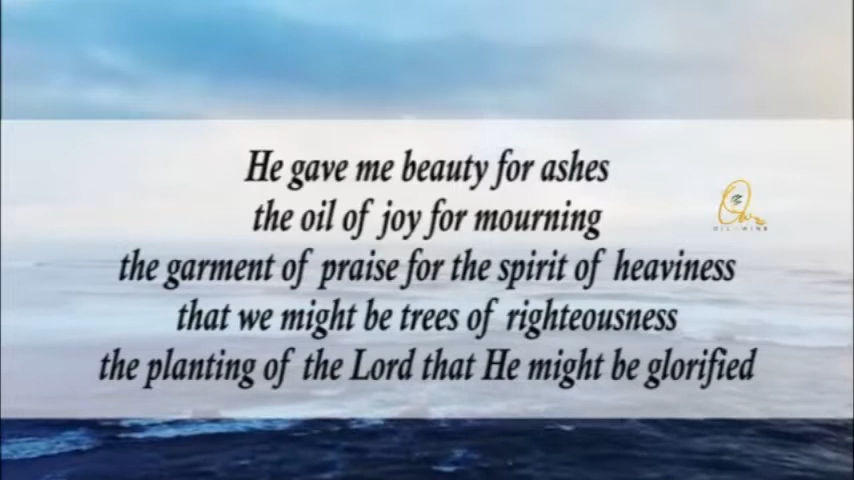 He gave me beauty for ashes
the oil of joy for mourning
the garment of praise for the spirit of heaviness
that we might be trees of righteousness
the planting of the Lord that He might be glorified